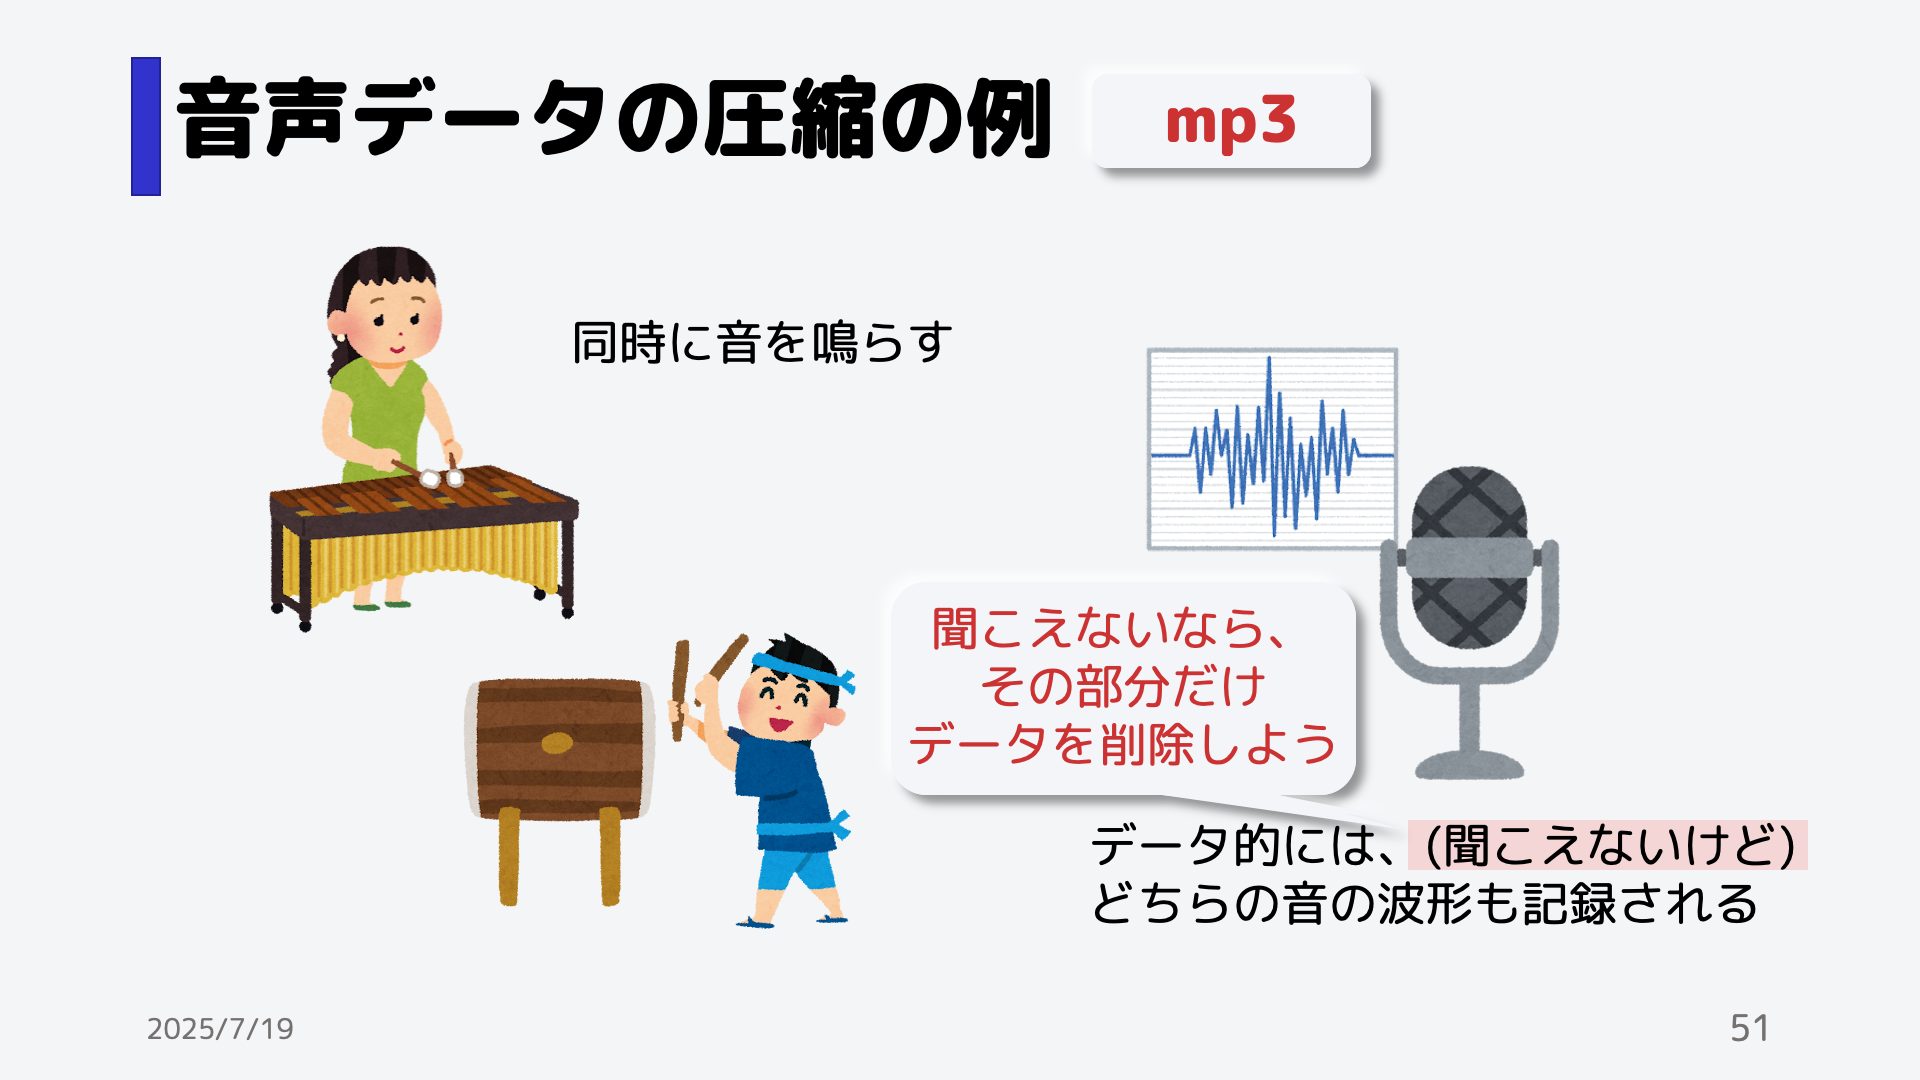 音声データの圧縮の例
mp3
同時に音を鳴らす
聞こえないなら、
その部分だけ
データを削除しよう
データ的には、(聞こえないけど)
どちらの音の波形も記録される
2025/7/19
51